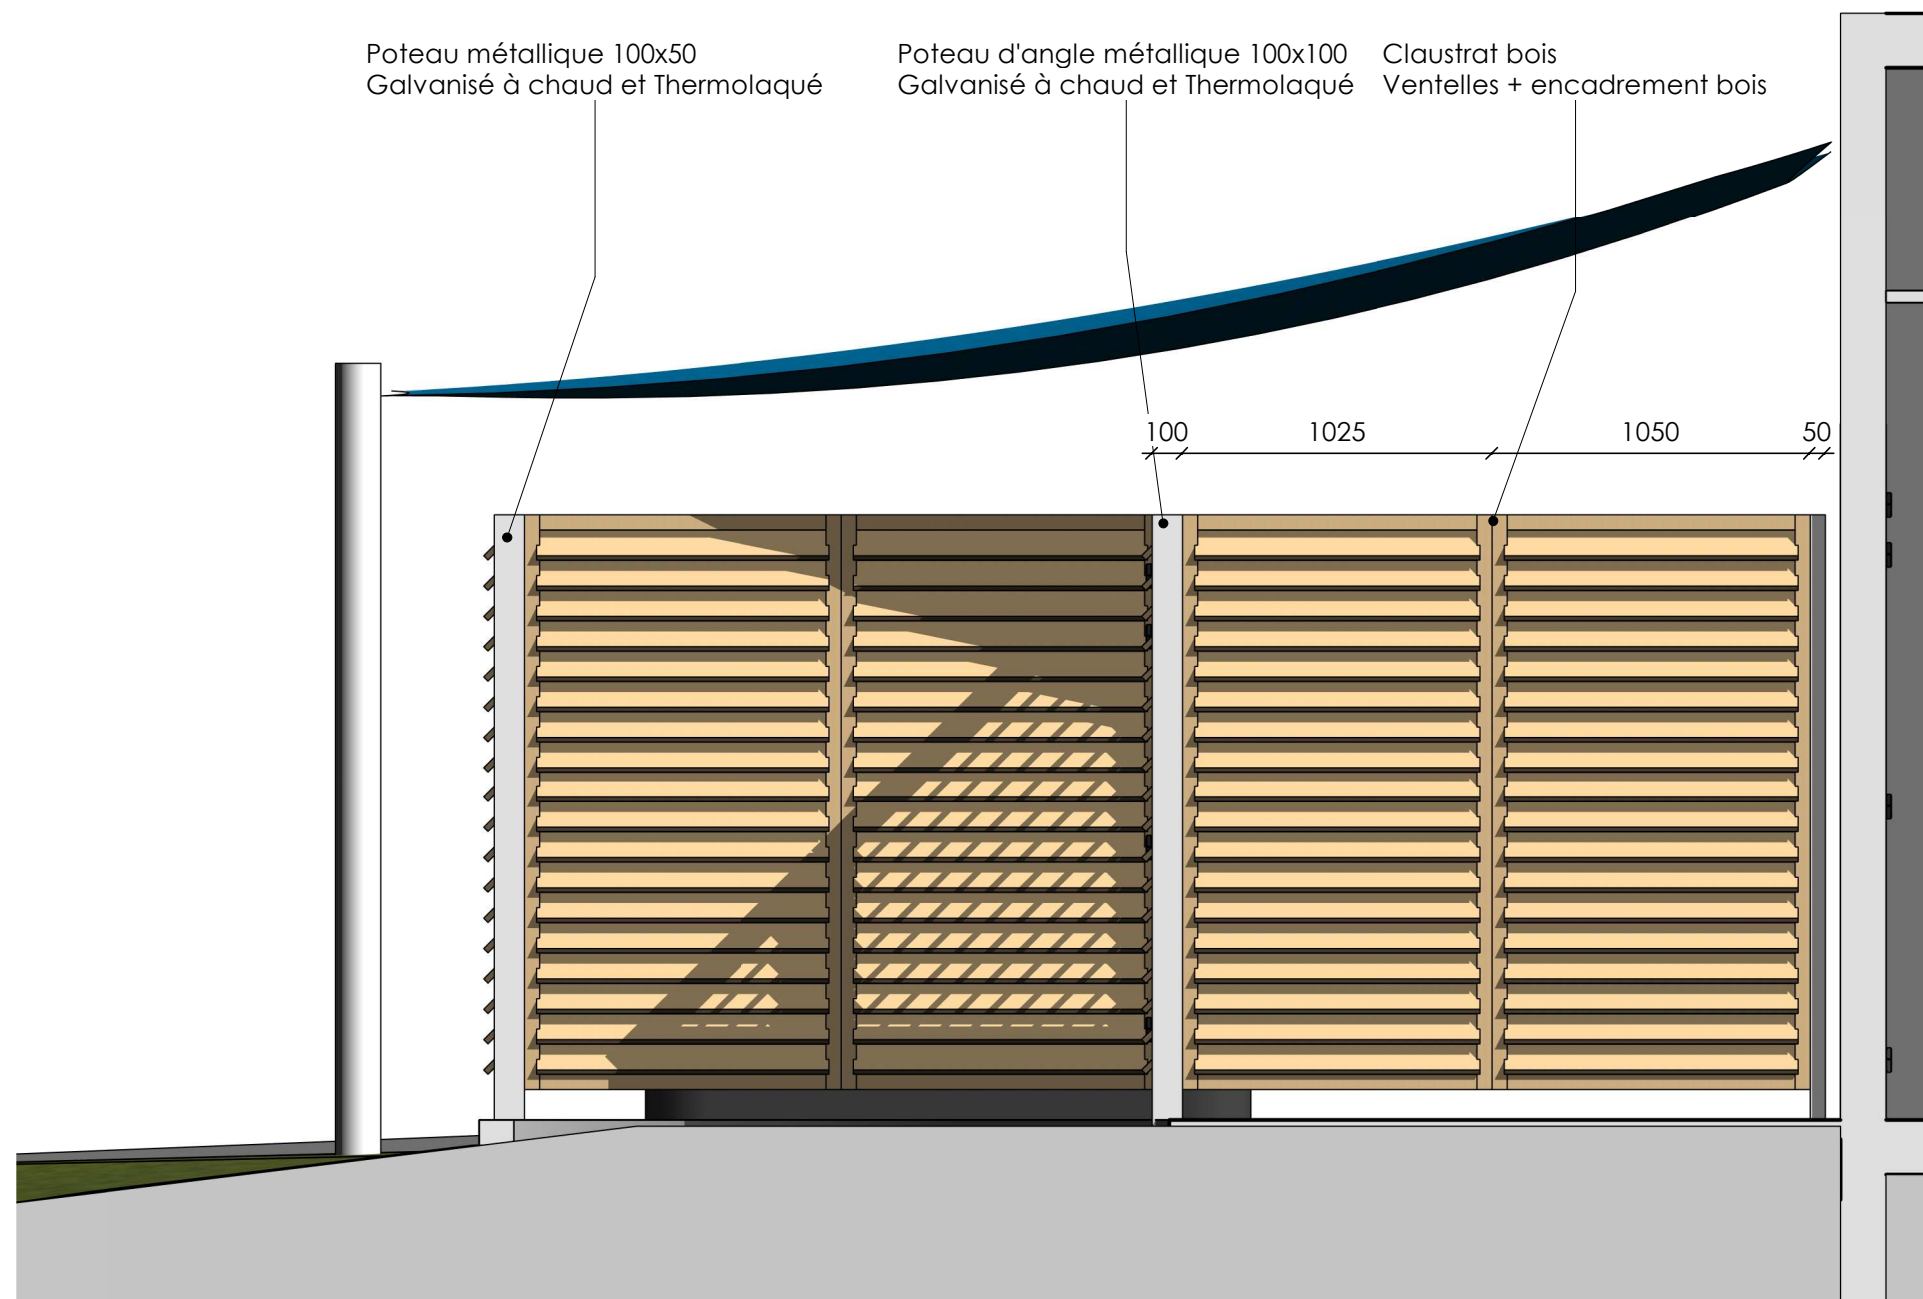 Poteau métallique 100x50
Galvanisé à chaud et Thermolaqué
Poteau d'angle métallique 100x100
Galvanisé à chaud et Thermolaqué
Claustrat bois
Ventelles + encadrement bois
100 1025 1050 50